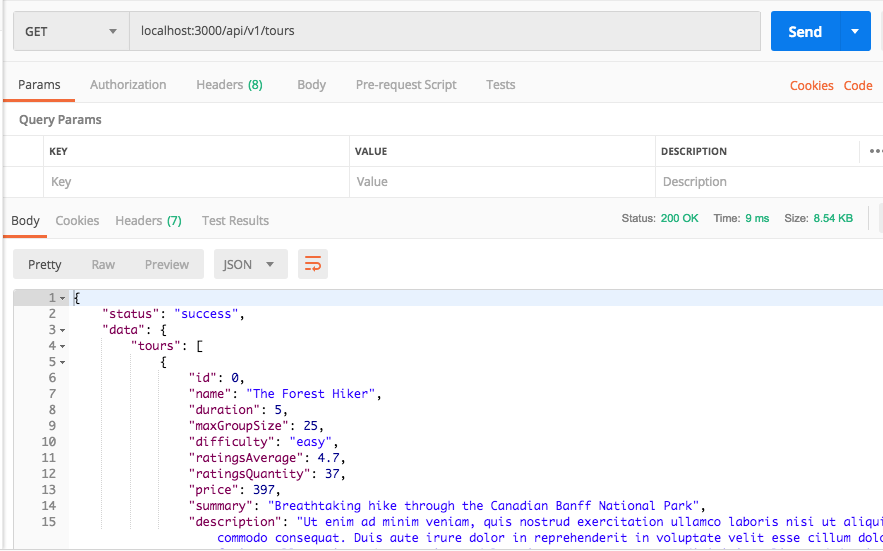 GET localhost:3000/api/v1/tours Send
Params Authorization Headers (8) Body Pre-request Script Tests Cookies Code
Query Params
KEY VALUE DESCRIPTION
Key Value Description
Body Cookies Headers (7) Test Results Status: 200 OK Time: 9 ms Size: 8.54 KB
Pretty Raw Preview JSON
1 {
2 "status": "success",
3 "data": {
4 "tours": [
5 {
6 "id": 0,
7 "name": "The Forest Hiker",
8 "duration": 5,
9 "maxGroupSize": 25,
10 "difficulty": "easy",
11 "ratingsAverage": 4.7,
12 "ratingsQuantity": 37,
13 "price": 397,
14 "summary": "Breathtaking hike through the Canadian Banff National Park",
15 "description": "Ut enim ad minim veniam, quis nostrud exercitation ullamco laboris nisi ut aliqui
commodo consequat. Duis aute irure dolor in reprehenderit in voluptate velit esse cillum dolo